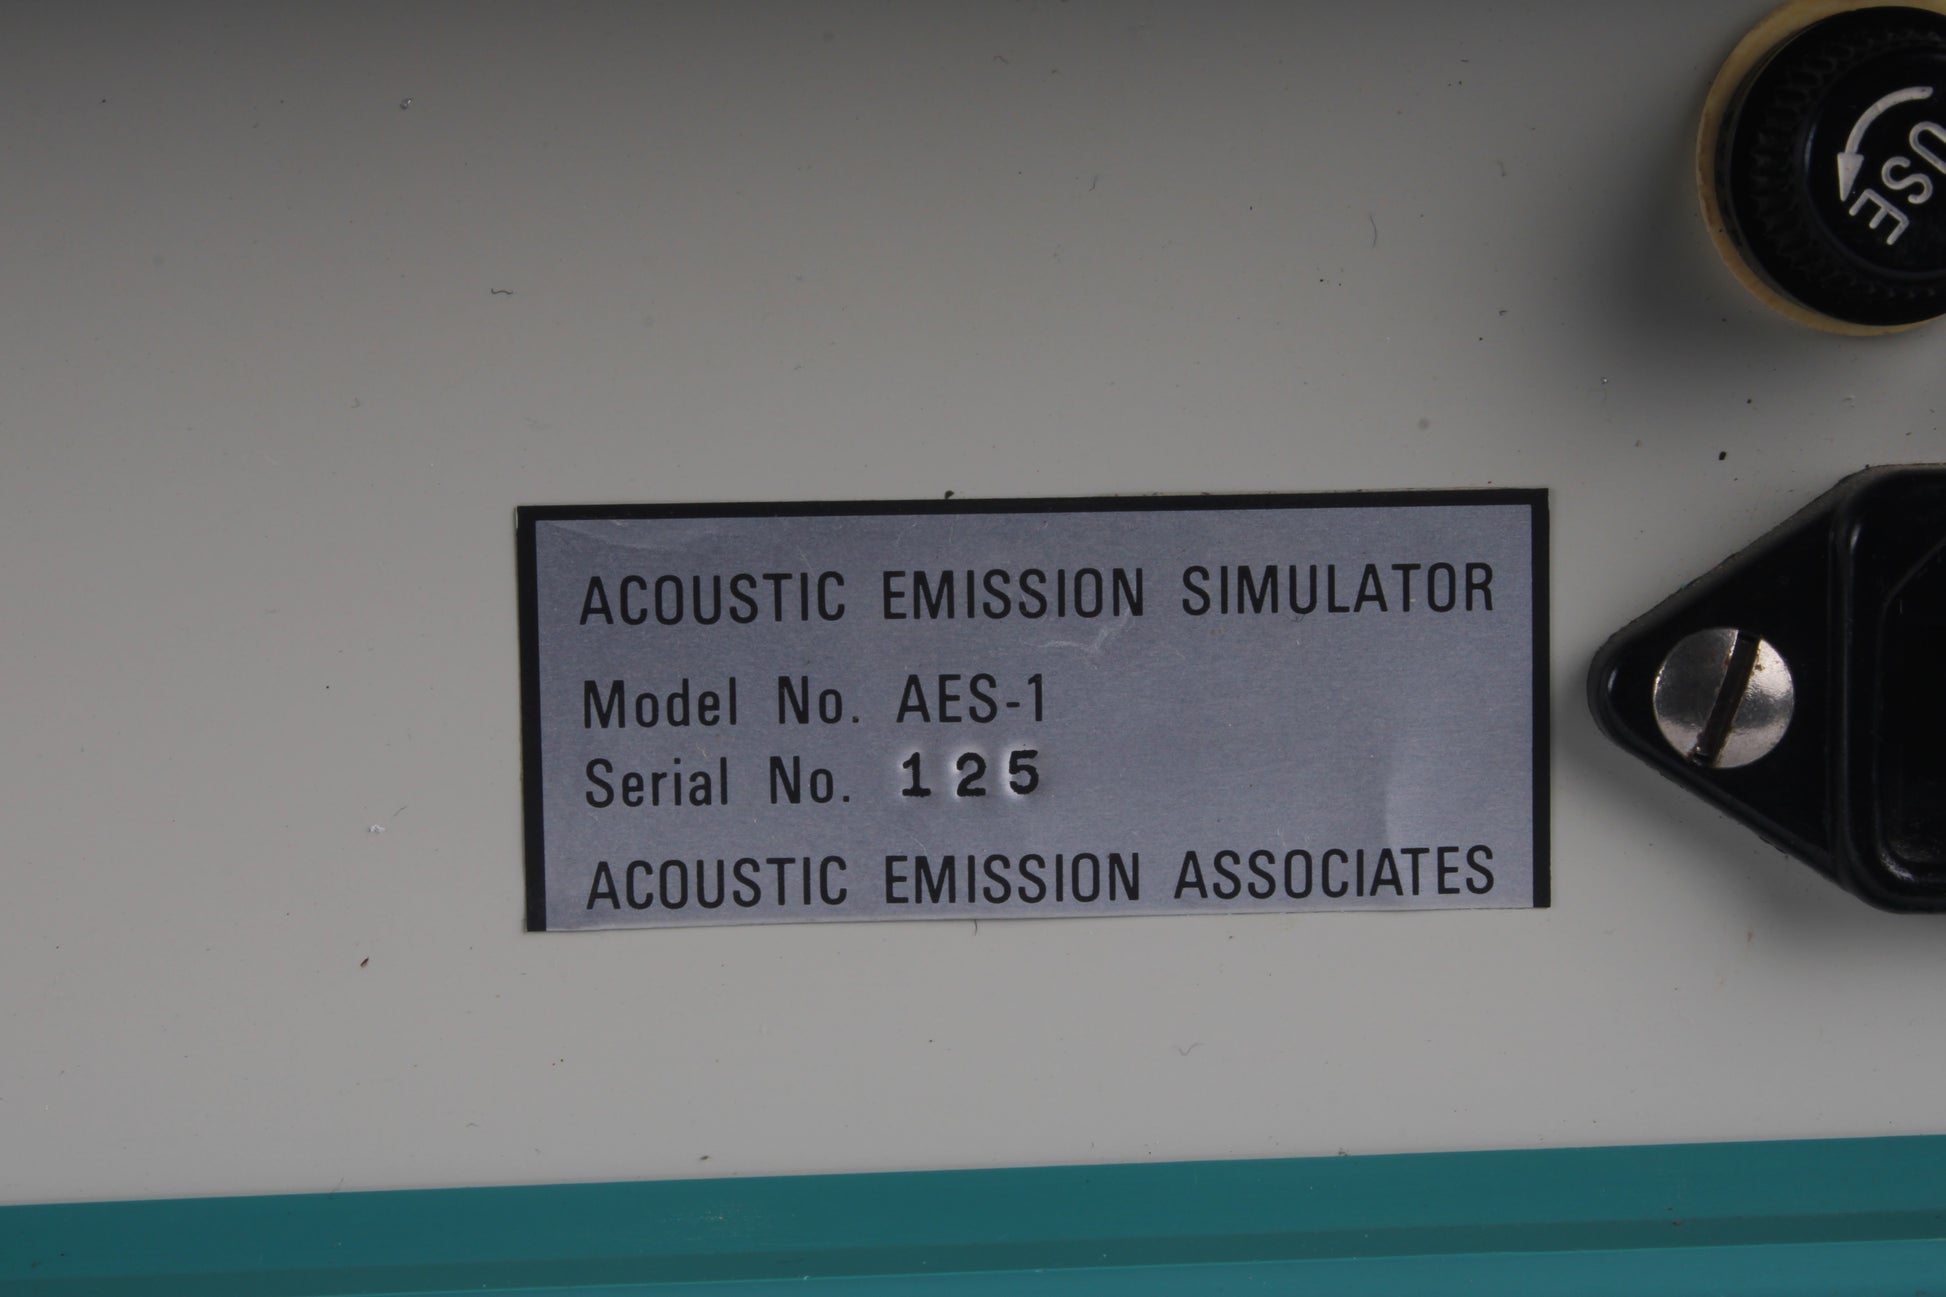 USE
ACOUSTIC EMISSION SIMULATOR
Model No. AES-1
Serial No. 125
ACOUSTIC EMISSION ASSOCIATES